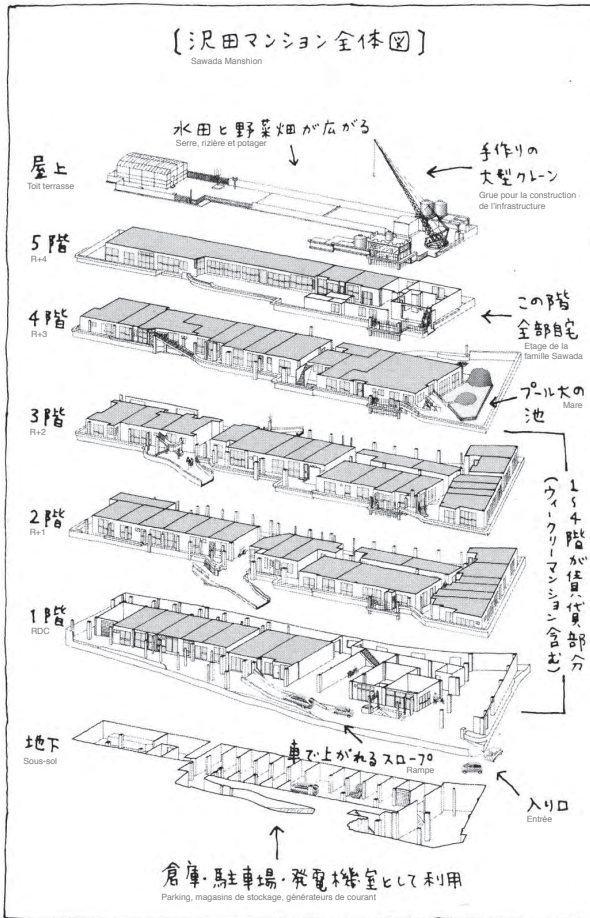 [沢田マンション全体図]
Sawada Manshion
水田と野菜畑が広がる
Serre, rizière et potager
手作りの
大型クレーン
Grue pour la construction
de l'infrastructure
屋上
Toit terrasse
5階
R+4
この階
全部自宅
Etage de la
famille Sawada
4階
R+3
プール大の
池
Mare
3階
R+2
1〜4階が賃貸部分
(ウィークリーマンション含む)
2階
R+1
1階
RDC
車で上がれるスロープ
Rampe
地下
Sous-sol
入り口
Entrée
倉庫・駐車場・発電機室として利用
Parking, magasins de stockage, générateurs de courant